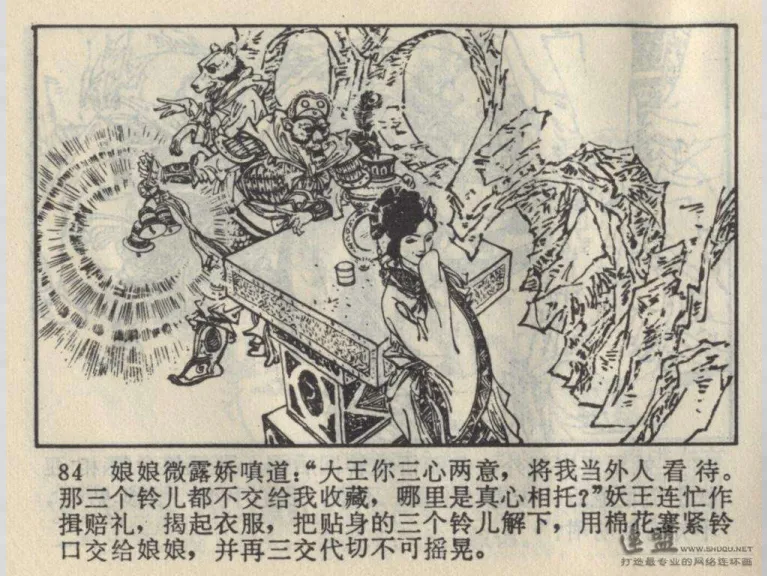 84 娘娘微露娇嗔道：“大王你三心两意，将我当外人看待。
那三个铃儿都不交给我收藏，哪里是真心相托？”妖王连忙作
揖赔礼，揭起衣服，把贴身的三个铃儿解下，用棉花塞紧铃
口交给娘娘，并再三交代切不可摇晃。
连盟 WWW.SHUQU.NET
打造最专业的网络连环画